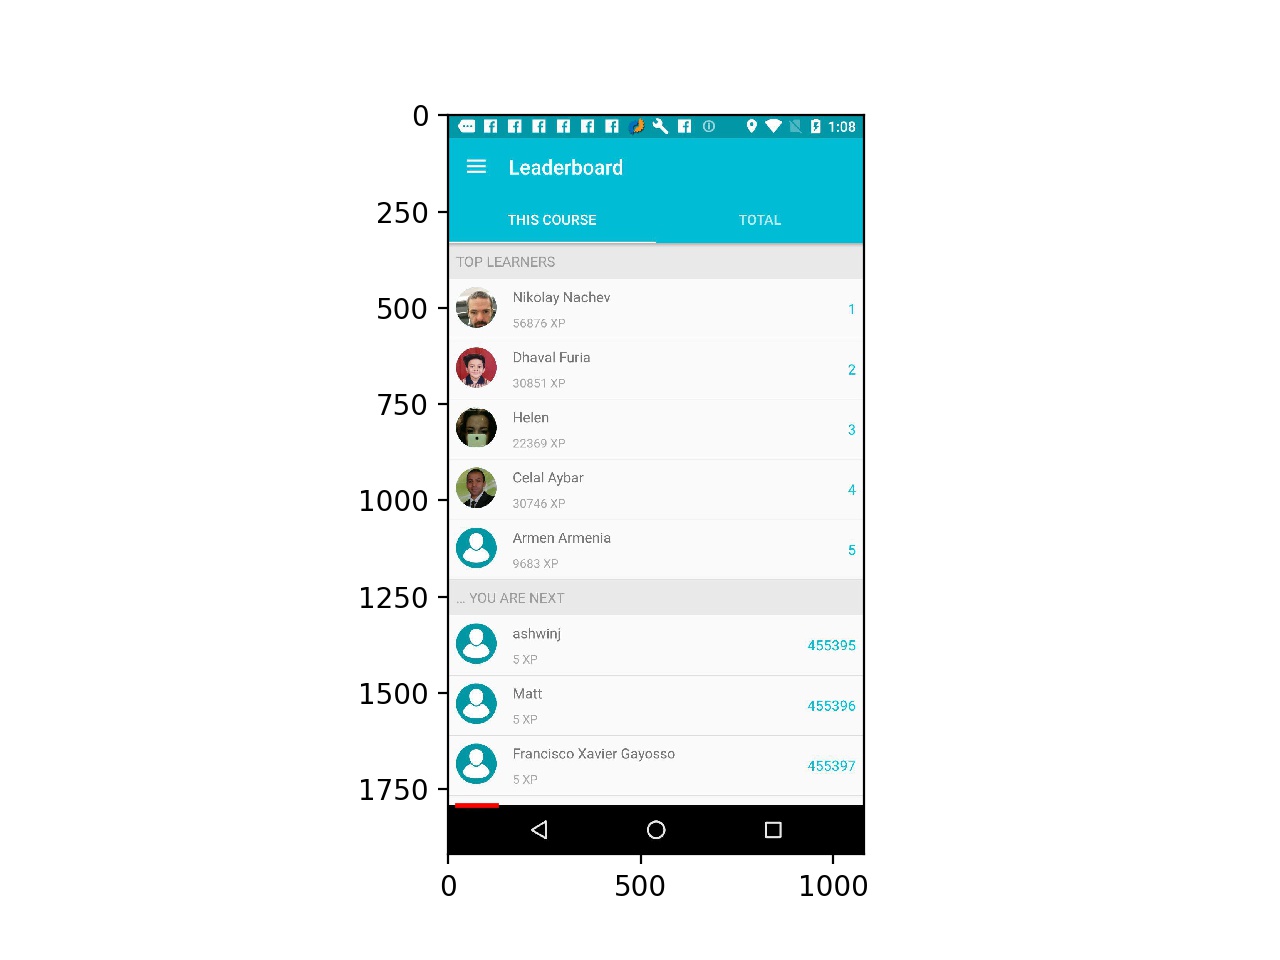 0
250
500
750
1000
1250
1500
1750
0
500
1000
1:08
Leaderboard
THIS COURSE
TOTAL
TOP LEARNERS
Nikolay Nachev
56876 XP
1
Dhaval Furia
30851 XP
2
Helen
22369 XP
3
Celal Aybar
30746 XP
4
Armen Armenia
9683 XP
5
... YOU ARE NEXT
ashwinj
5 XP
455395
Matt
5 XP
455396
Francisco Xavier Gayosso
5 XP
455397